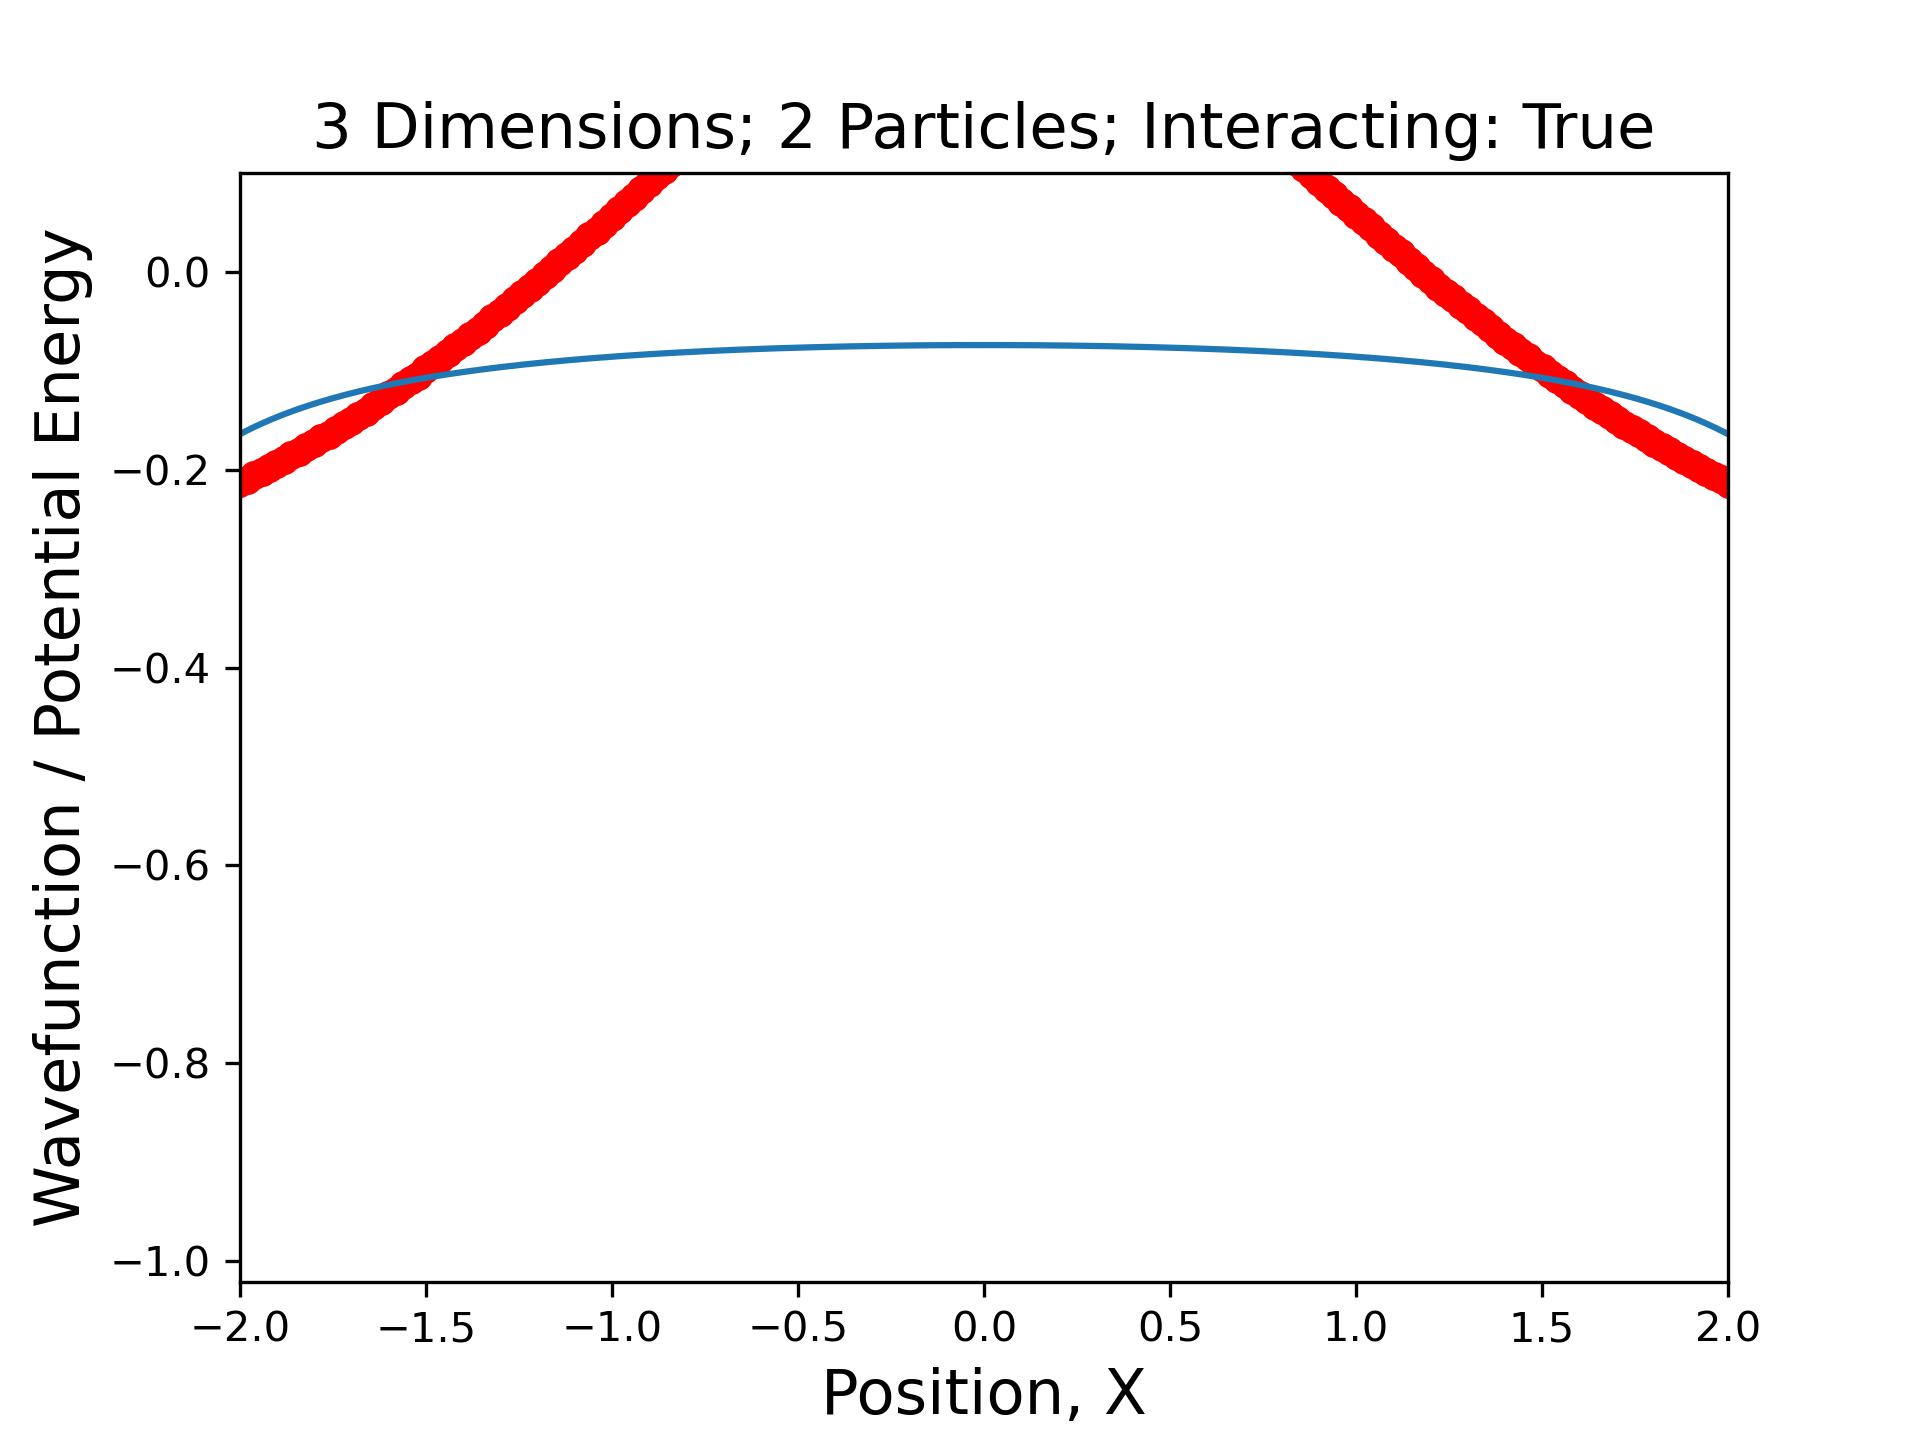 3 Dimensions; 2 Particles; Interacting: True
Wavefunction / Potential Energy
0.0
−0.2
−0.4
−0.6
−0.8
−1.0
−2.0 −1.5 −1.0 −0.5 0.0 0.5 1.0 1.5 2.0
Position, X